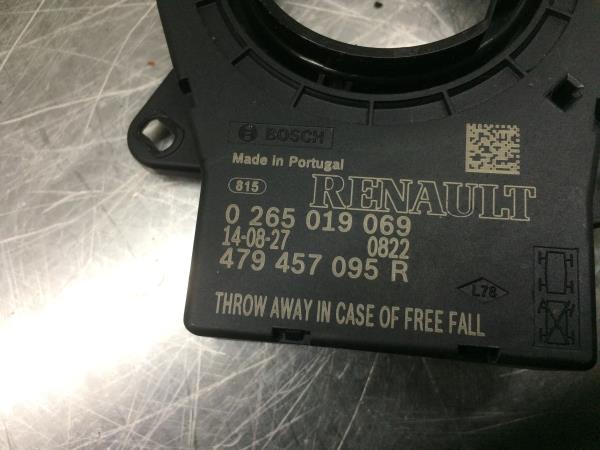 BOSCH
Made in Portugal
815 RENAULT
0 265 019 069
14-08-27 0822
479 457 095 R
L78
THROW AWAY IN CASE OF FREE FALL